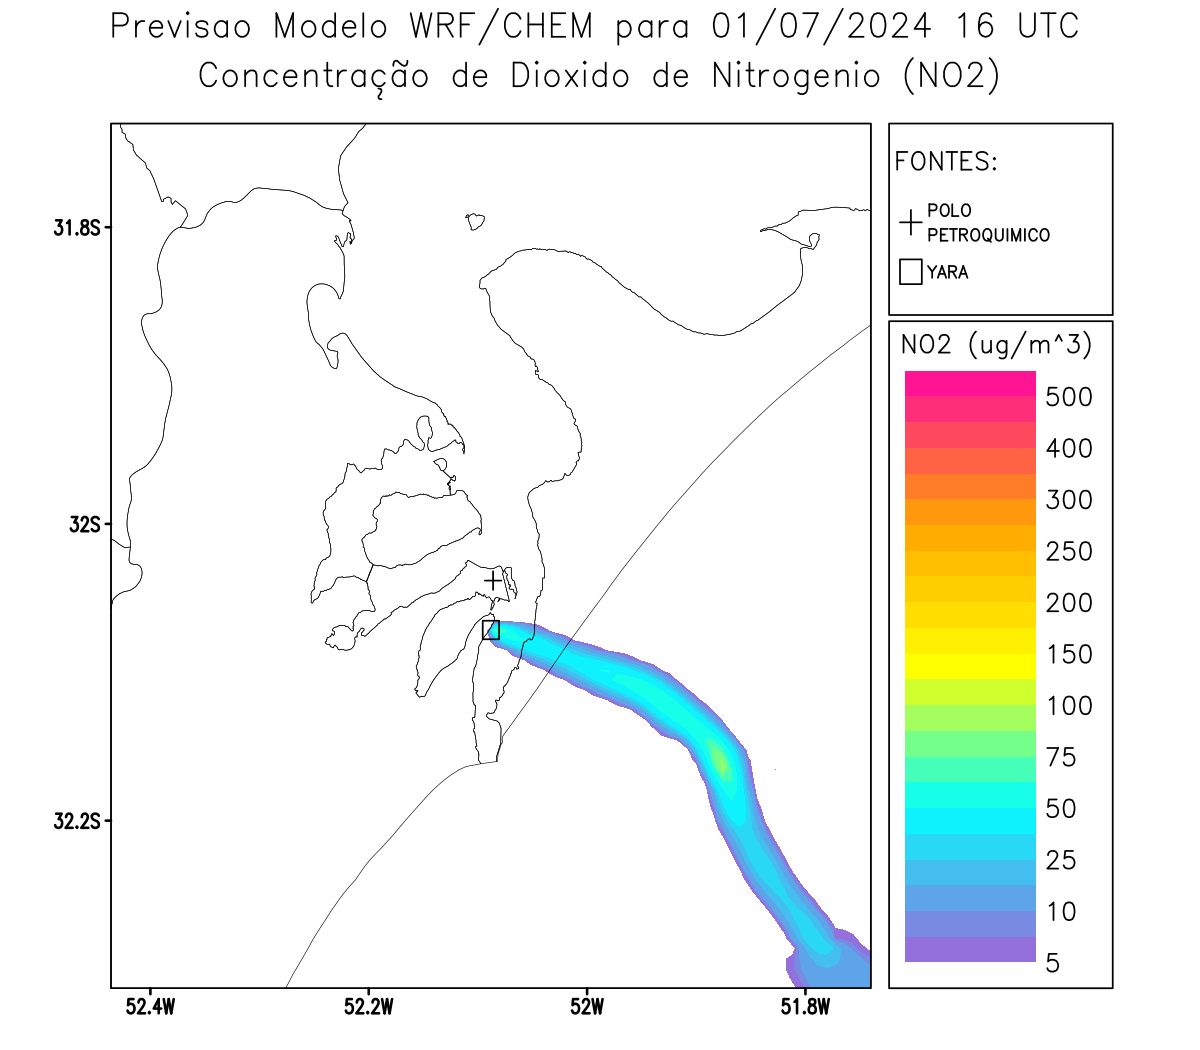 Previsao Modelo WRF/CHEM para 01/07/2024 16 UTC
Concentração de Dioxido de Nitrogenio (NO2)
FONTES:
POLO
PETROQUIMICO
YARA
NO2 (ug/m^3)
500
400
300
250
200
150
100
75
50
25
10
5
31.8S
32S
32.2S
52.4W
52.2W
52W
51.8W